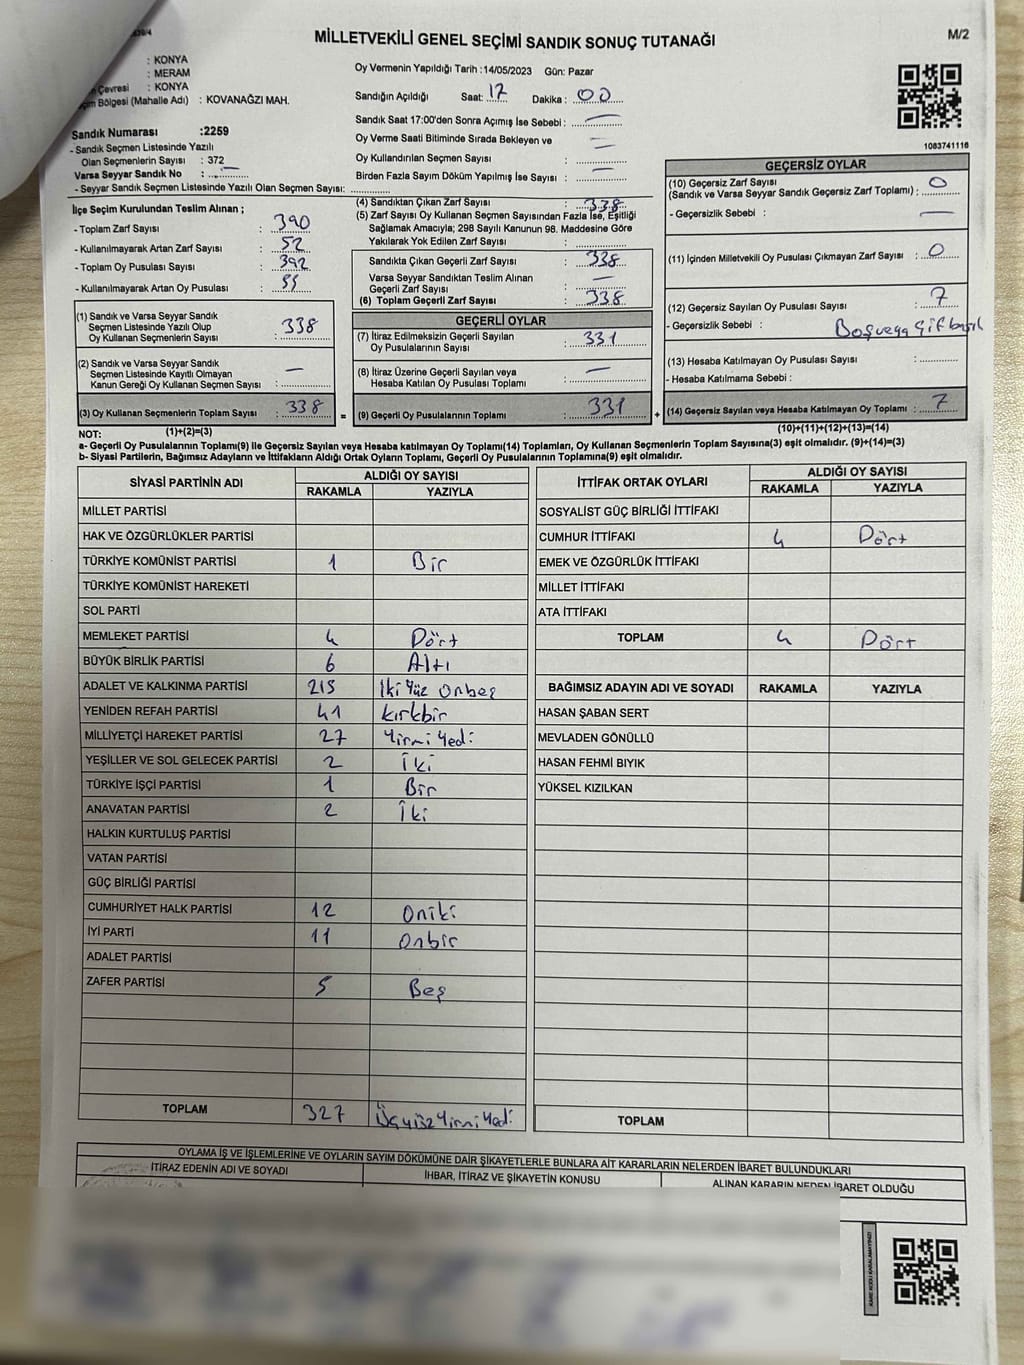 MİLLETVEKİLİ GENEL SEÇİMİ SANDIK SONUÇ TUTANAĞI
M/2
: KONYA
: MERAM
Çevresi : KONYA
Bölgesi (Mahalle Adı) : KOVANAĞZI MAH.
Oy Vermenin Yapıldığı Tarih :14/05/2023 Gün: Pazar
Sandığın Açıldığı Saat: 17 Dakika : 00
Sandık Saat 17:00'den Sonra Açımış İse Sebebi : —
Oy Verme Saati Bitiminde Sırada Bekleyen ve
Oy Kullandırılan Seçmen Sayısı : —
Birden Fazla Sayım Döküm Yapılmış İse Sayısı : —
Sandık Numarası :2259
- Sandık Seçmen Listesinde Yazılı
Olan Seçmenlerin Sayısı : 372
Varsa Seyyar Sandık No : —
- Seyyar Sandık Seçmen Listesinde Yazılı Olan Seçmen Sayısı:
1083741116
İlçe Seçim Kurulundan Teslim Alınan ;
- Toplam Zarf Sayısı : 390
- Kullanılmayarak Artan Zarf Sayısı : 52
- Toplam Oy Pusulası Sayısı : 392
- Kullanılmayarak Artan Oy Pusulası :
(1) Sandık ve Varsa Seyyar Sandık
Seçmen Listesinde Yazılı Olup
Oy Kullanan Seçmenlerin Sayısı : 338
(2) Sandık ve Varsa Seyyar Sandık
Seçmen Listesinde Kayıtlı Olmayan
Kanun Gereği Oy Kullanan Seçmen Sayısı : —
(3) Oy Kullanan Seçmenlerin Toplam Sayısı : 338 =
(1)+(2)=(3)
(4) Sandıktan Çıkan Zarf Sayısı : 338
(5) Zarf Sayısı Oy Kullanan Seçmen Sayısından Fazla İse, Eşitliği
Sağlamak Amacıyla; 298 Sayılı Kanunun 98. Maddesine Göre
Yakılarak Yok Edilen Zarf Sayısı :
Sandıkta Çıkan Geçerli Zarf Sayısı : 338
Varsa Seyyar Sandıktan Teslim Alınan
Geçerli Zarf Sayısı : —
(6) Toplam Geçerli Zarf Sayısı : 338
GEÇERLİ OYLAR
(7) İtiraz Edilmeksizin Geçerli Sayılan
Oy Pusulalarının Sayısı : 331
(8) İtiraz Üzerine Geçerli Sayılan veya
Hesaba Katılan Oy Pusulası Toplamı : —
(9) Geçerli Oy Pusulalarının Toplamı : 331 +
GEÇERSİZ OYLAR
(10) Geçersiz Zarf Sayısı
(Sandık ve Varsa Seyyar Sandık Geçersiz Zarf Toplamı) : 0
- Geçersizlik Sebebi : —
(11) İçinden Milletvekili Oy Pusulası Çıkmayan Zarf Sayısı : 0
(12) Geçersiz Sayılan Oy Pusulası Sayısı : 7
- Geçersizlik Sebebi : Boş veya Çift
(13) Hesaba Katılmayan Oy Pusulası Sayısı :
- Hesaba Katılmama Sebebi :
(14) Geçersiz Sayılan veya Hesaba Katılmayan Oy Toplamı : 7
(10)+(11)+(12)+(13)=(14)
NOT:
a- Geçerli Oy Pusulaları Toplamı(9) ile Geçersiz Sayılan veya Hesaba katılmayan Oy Toplamı(14) Toplamları, Oy Kullanan Seçmenlerin Toplam Sayısına(3) eşit olmalıdır. (9)+(14)=(3)
b- Siyasi Partilerin, Bağımsız Adayların ve İttifakların Aldığı Ortak Oyların Toplamı, Geçerli Oy Pusulalarının Toplamına(9) eşit olmalıdır.
SİYASİ PARTİNİN ADI ALDIĞI OY SAYISI
RAKAMLA YAZIYLA
MİLLET PARTİSİ
HAK VE ÖZGÜRLÜKLER PARTİSİ
TÜRKİYE KOMÜNİST PARTİSİ 1 Bir
TÜRKİYE KOMÜNİST HAREKETİ
SOL PARTİ
MEMLEKET PARTİSİ 4 Dört
BÜYÜK BİRLİK PARTİSİ 6 Altı
ADALET VE KALKINMA PARTİSİ 215 İki Yüz Onbeş
YENİDEN REFAH PARTİSİ 41 Kırkbir
MİLLİYETÇİ HAREKET PARTİSİ 27 Yirmi Yedi
YEŞİLLER VE SOL GELECEK PARTİSİ 2 İki
TÜRKİYE İŞÇİ PARTİSİ 1 Bir
ANAVATAN PARTİSİ 2 İki
HALKIN KURTULUŞ PARTİSİ
VATAN PARTİSİ
GÜÇ BİRLİĞİ PARTİSİ
CUMHURİYET HALK PARTİSİ 12 Oniki
İYİ PARTİ 11 Onbir
ADALET PARTİSİ
ZAFER PARTİSİ 5 Beş
TOPLAM 327 Üçyüz Yirmi Yedi
İTTİFAK ORTAK OYLARI ALDIĞI OY SAYISI
RAKAMLA YAZIYLA
SOSYALİST GÜÇ BİRLİĞİ İTTİFAKI
CUMHUR İTTİFAKI 4 Dört
EMEK VE ÖZGÜRLÜK İTTİFAKI
MİLLET İTTİFAKI
ATA İTTİFAKI
TOPLAM 4 Dört
BAĞIMSIZ ADAYIN ADI VE SOYADI RAKAMLA YAZIYLA
HASAN ŞABAN SERT
MEVLADEN GÖNÜLLÜ
HASAN FEHMİ BIYIK
YÜKSEL KIZILKAN
TOPLAM
OYLAMA İŞ VE İŞLEMLERİNE VE OYLARIN SAYIM DÖKÜMÜNE DAİR ŞİKAYETLERLE BUNLARA AİT KARARLARIN NELERDEN İBARET BULUNDUKLARI
İTİRAZ EDENİN ADI VE SOYADI
İHBAR, İTİRAZ VE ŞİKAYETİN KONUSU
ALINAN KARARIN NEDEN İBARET OLDUĞU
KARE KODU KARALAMAYINIZ!